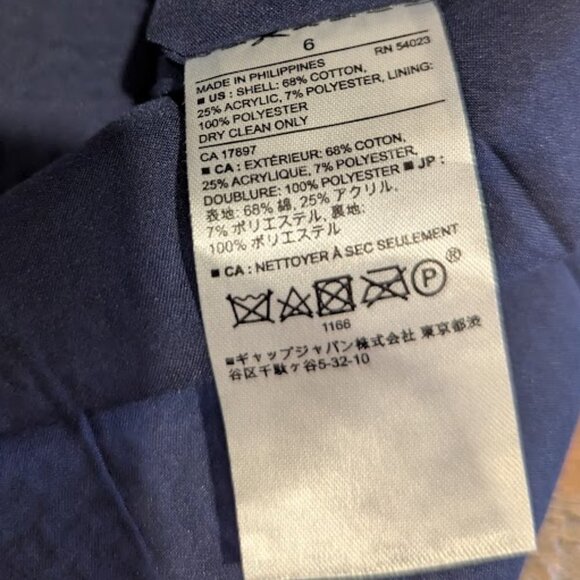 6
RN 54023
MADE IN PHILIPPINES
■ US : SHELL: 68% COTTON,
25% ACRYLIC, 7% POLYESTER, LINING:
100% POLYESTER
DRY CLEAN ONLY
CA 17897
■ CA : EXTÉRIEUR: 68% COTON,
25% ACRYLIQUE, 7% POLYESTER
DOUBLURE: 100% POLYESTER ■ JP :
表地: 68% 綿, 25% アクリル,
7% ポリエステル, 裏地:
100% ポリエステル
■ CA : NETTOYER À SEC SEULEMENT
P®
1166
■ギャップジャパン株式会社 東京都渋
谷区千駄ヶ谷5-32-10